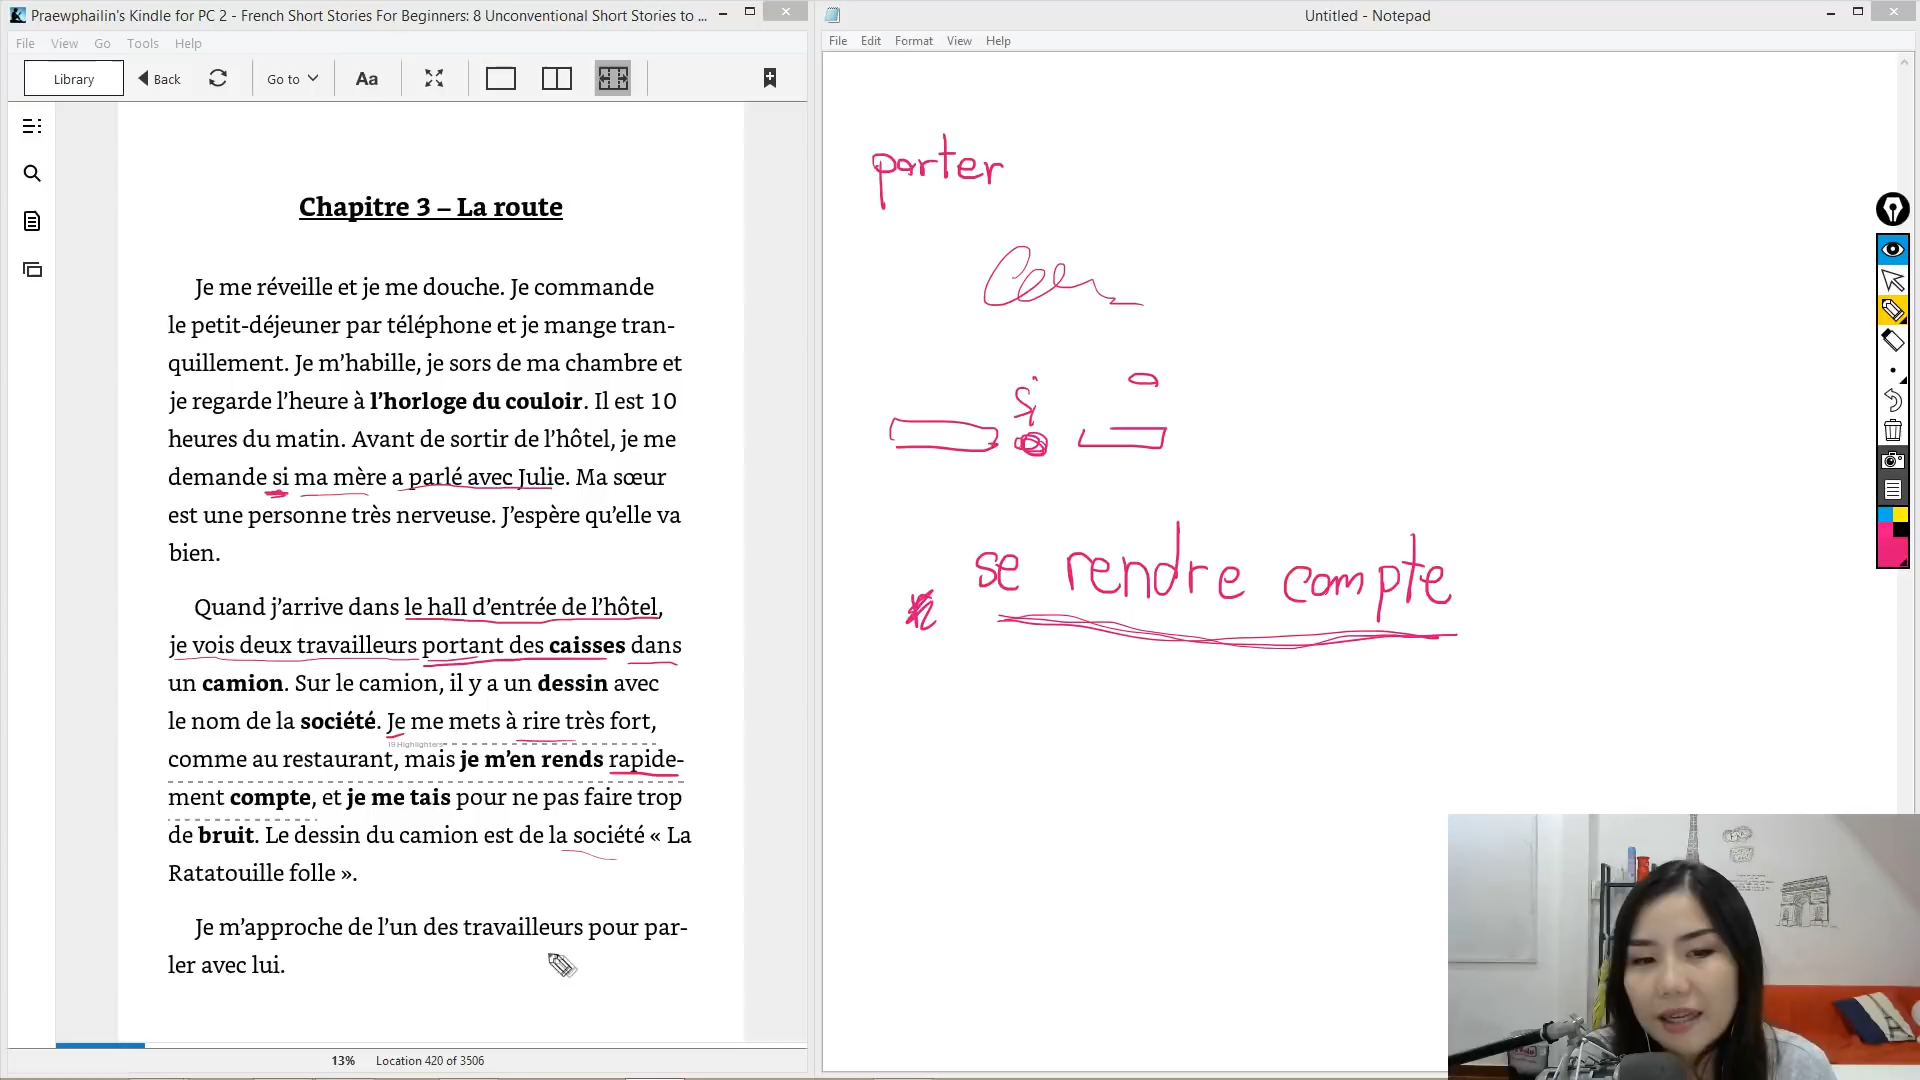 Praewphailin's Kindle for PC 2 - French Short Stories For Beginners: 8 Unconventional Short Stories to ...
File View Go Tools Help
Library Back Go to Aa
Chapitre 3 – La route
Je me réveille et je me douche. Je commande
le petit-déjeuner par téléphone et je mange tran-
quillement. Je m'habille, je sors de ma chambre et
je regarde l'heure à l'horloge du couloir. Il est 10
heures du matin. Avant de sortir de l'hôtel, je me
demande si ma mère a parlé avec Julie. Ma sœur
est une personne très nerveuse. J'espère qu'elle va
bien.
Quand j'arrive dans le hall d'entrée de l'hôtel,
je vois deux travailleurs portant des caisses dans
un camion. Sur le camion, il y a un dessin avec
le nom de la société. Je me mets à rire très fort,
19 Highlighters
comme au restaurant, mais je m'en rends rapide-
ment compte, et je me tais pour ne pas faire trop
de bruit. Le dessin du camion est de la société « La
Ratatouille folle ».
Je m'approche de l'un des travailleurs pour par-
ler avec lui.
13% Location 420 of 3506
Untitled - Notepad
File Edit Format View Help
porter
si
se rendre compte